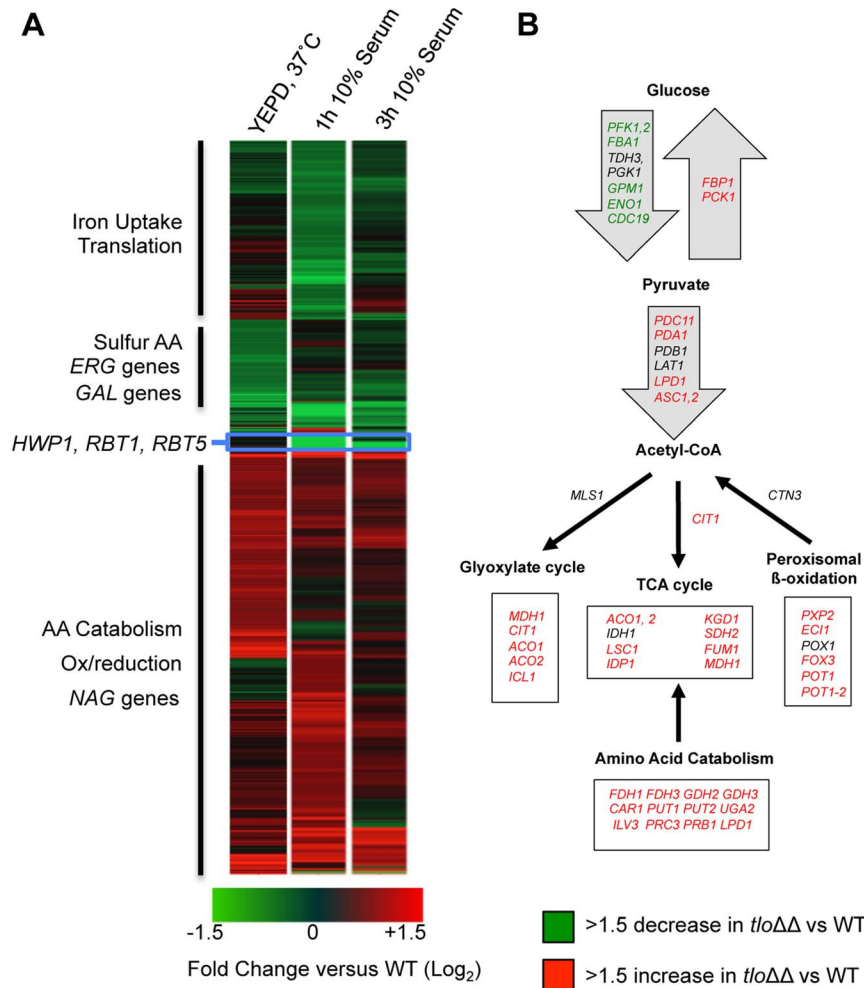 A
YEPD, 37˚C
1h 10% Serum
3h 10% Serum
Iron Uptake
Translation
Sulfur AA
ERG genes
GAL genes
HWP1, RBT1, RBT5
AA Catabolism
Ox/reduction
NAG genes
-1.5
0
+1.5
Fold Change versus WT (Log2)
B
Glucose
PFK1,2
FBA1
TDH3,
PGK1
GPM1
ENO1
CDC19
FBP1
PCK1
Pyruvate
PDC11
PDA1
PDB1
LAT1
LPD1
ASC1,2
Acetyl-CoA
MLS1
CIT1
CTN3
Glyoxylate cycle
MDH1
CIT1
ACO1
ACO2
ICL1
TCA cycle
ACO1, 2 KGD1
IDH1 SDH2
LSC1 FUM1
IDP1 MDH1
Peroxisomal
ß-oxidation
PXP2
ECI1
POX1
FOX3
POT1
POT1-2
Amino Acid Catabolism
FDH1 FDH3 GDH2 GDH3
CAR1 PUT1 PUT2 UGA2
ILV3 PRC3 PRB1 LPD1
>1.5 decrease in tloΔΔ vs WT
>1.5 increase in tloΔΔ vs WT